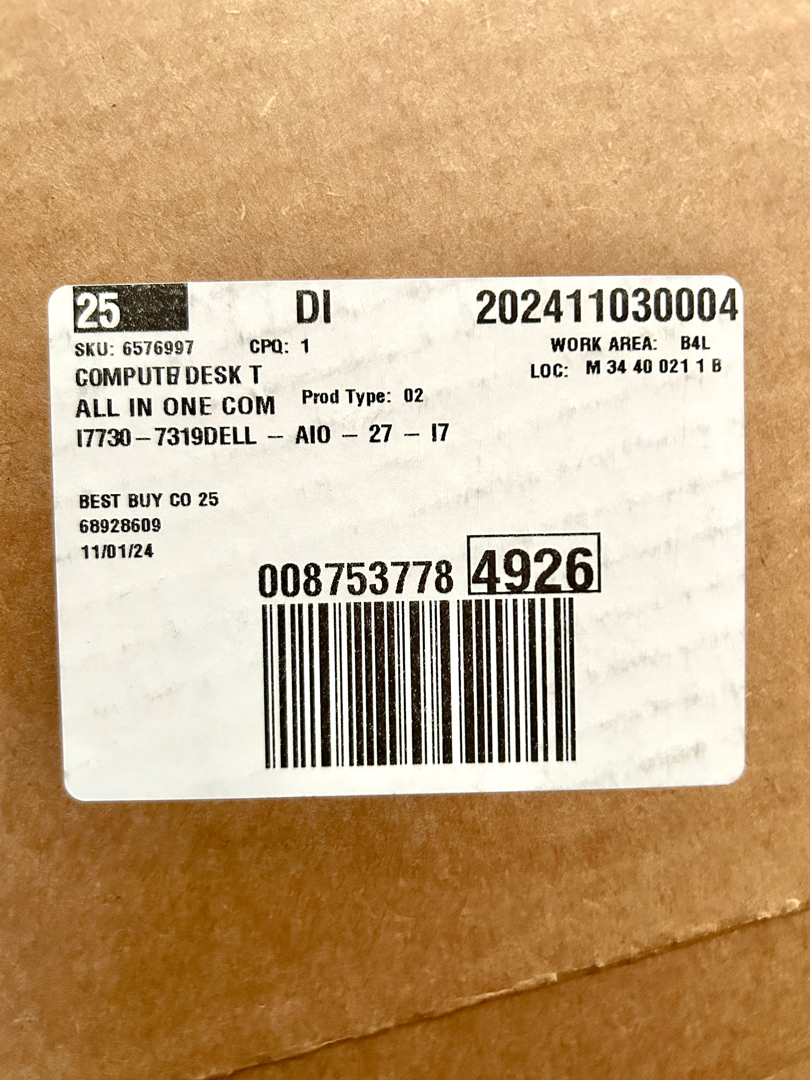 25 DI 202411030004
SKU: 6576997 CPQ: 1 WORK AREA: B4L
LOC: M 34 40 021 1 B
COMPUTE DESK T
ALL IN ONE COM Prod Type: 02
I7730-7319DELL - AIO - 27 - I7
BEST BUY CO 25
68928609
11/01/24
008753778 4926